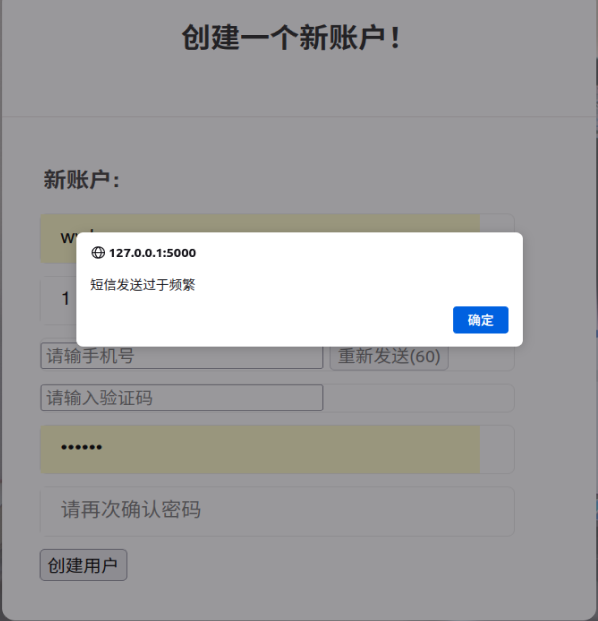 创建一个新账户！
新账户：
127.0.0.1:5000
短信发送过于频繁
确定
1
请输手机号
重新发送(60)
请输入验证码
••••••
请再次确认密码
创建用户